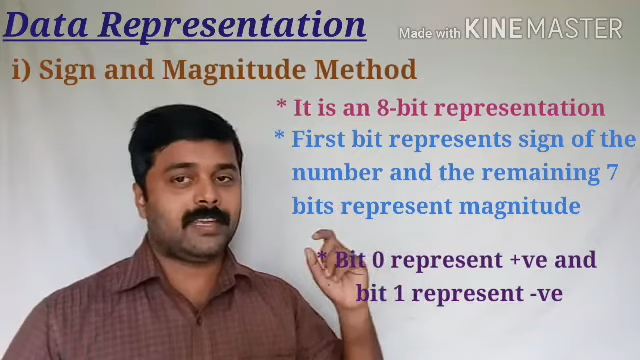 Data Representation
Made with KINEMASTER
i) Sign and Magnitude Method
* It is an 8-bit representation
* First bit represents sign of the
number and the remaining 7
bits represent magnitude
* Bit 0 represent +ve and
bit 1 represent -ve